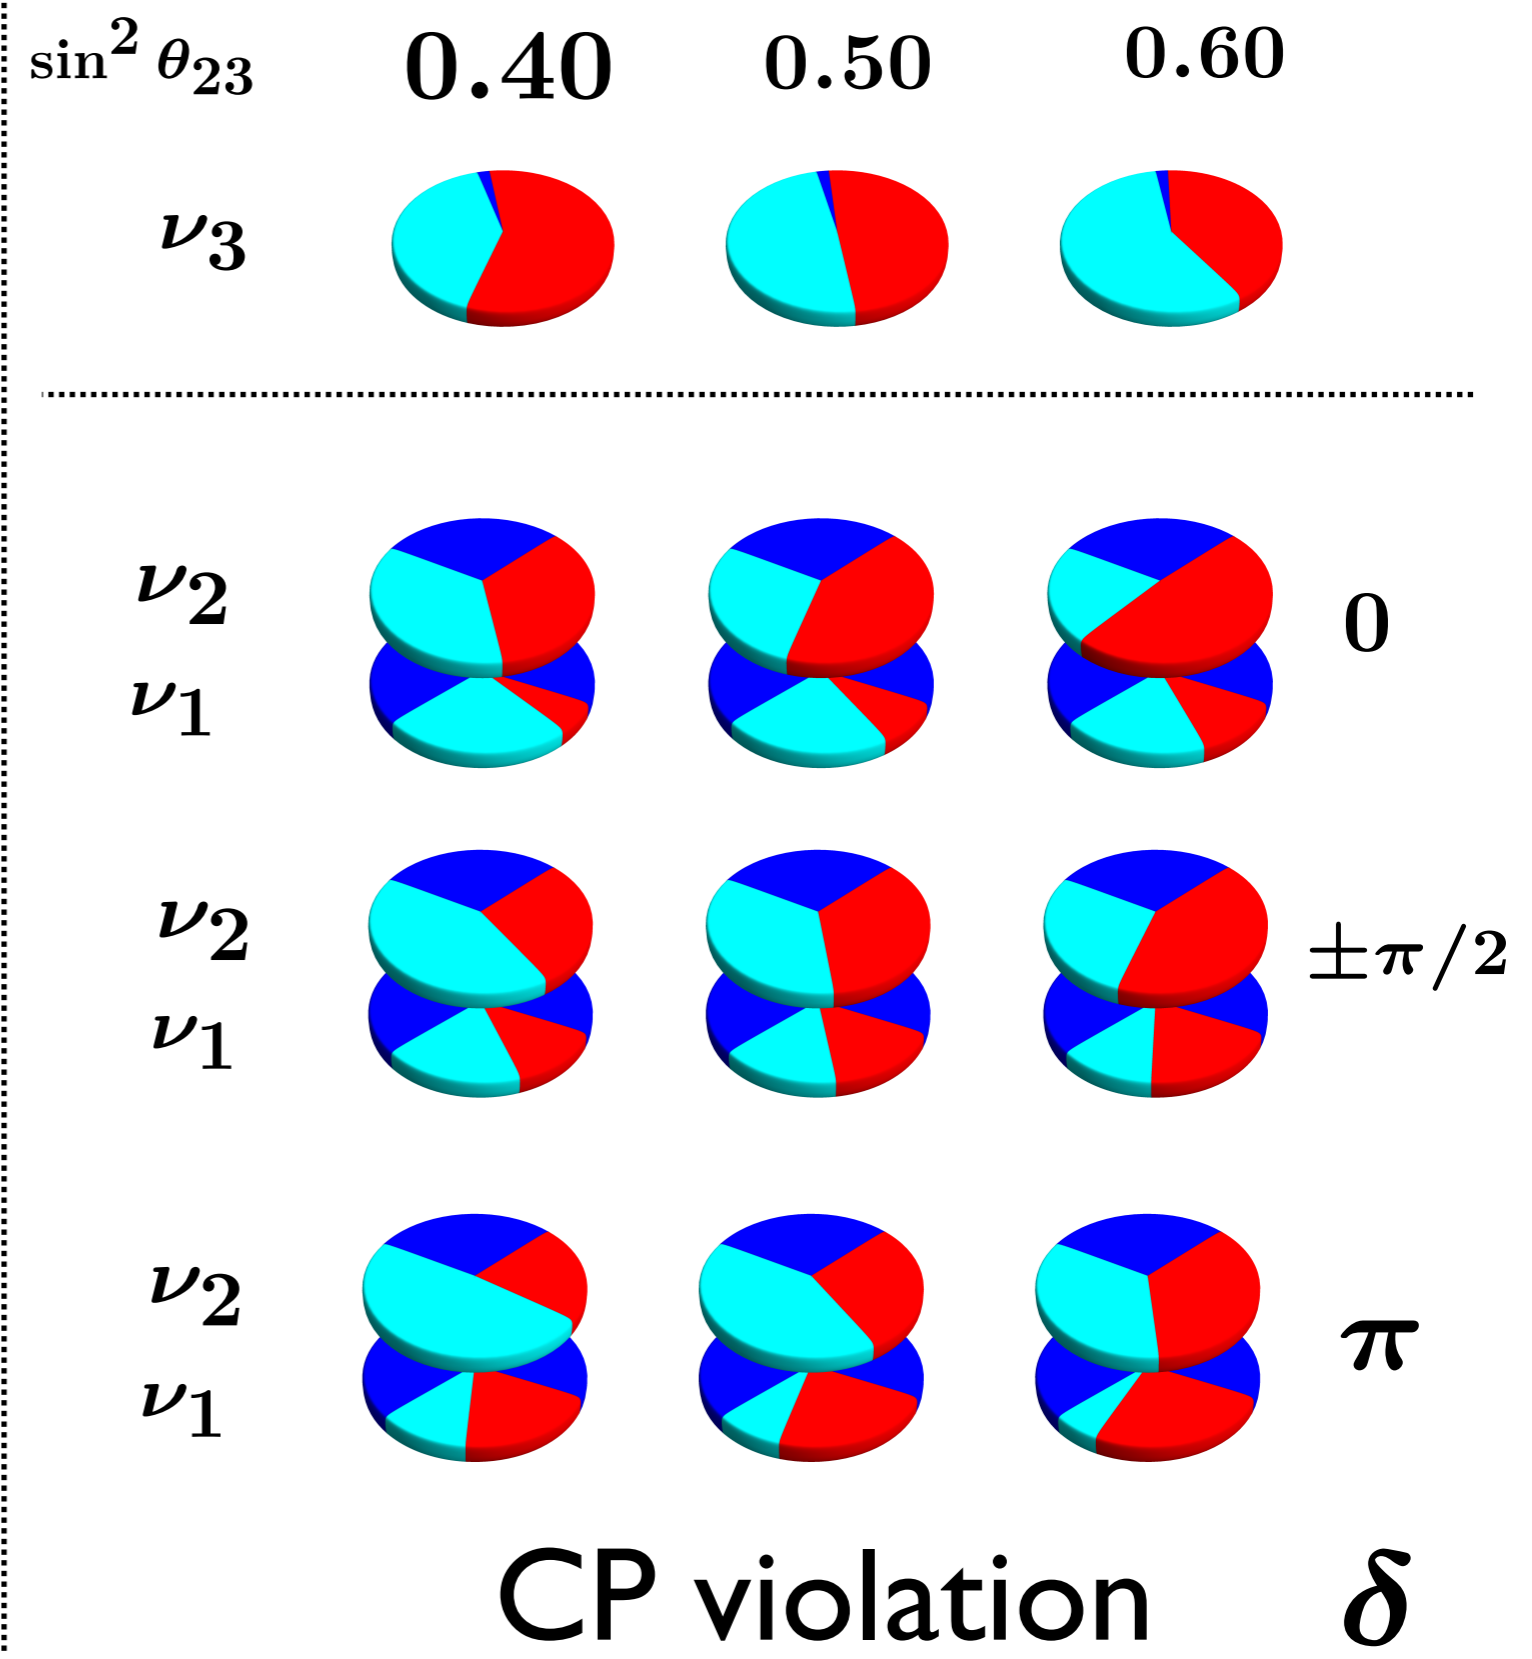 sin² θ₂₃ 0.40 0.50 0.60
ν₃
ν₂
0
ν₁
ν₂
±π/2
ν₁
ν₂
π
ν₁
CP violation δ